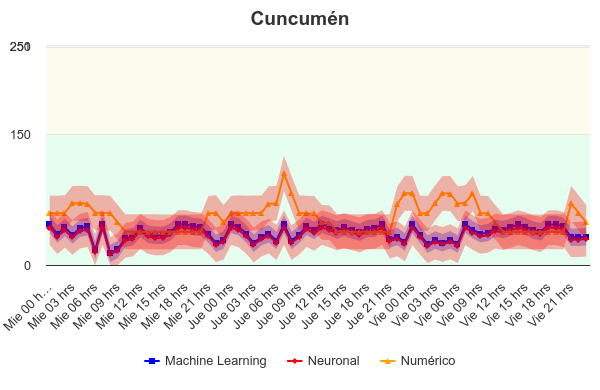 Cuncumén
250
150
0
Mie 00 h...
Mie 03 hrs
Mie 06 hrs
Mie 09 hrs
Mie 12 hrs
Mie 15 hrs
Mie 18 hrs
Mie 21 hrs
Jue 00 hrs
Jue 03 hrs
Jue 06 hrs
Jue 09 hrs
Jue 12 hrs
Jue 15 hrs
Jue 18 hrs
Jue 21 hrs
Vie 00 hrs
Vie 03 hrs
Vie 06 hrs
Vie 09 hrs
Vie 12 hrs
Vie 15 hrs
Vie 18 hrs
Vie 21 hrs
Machine Learning Neuronal Numérico